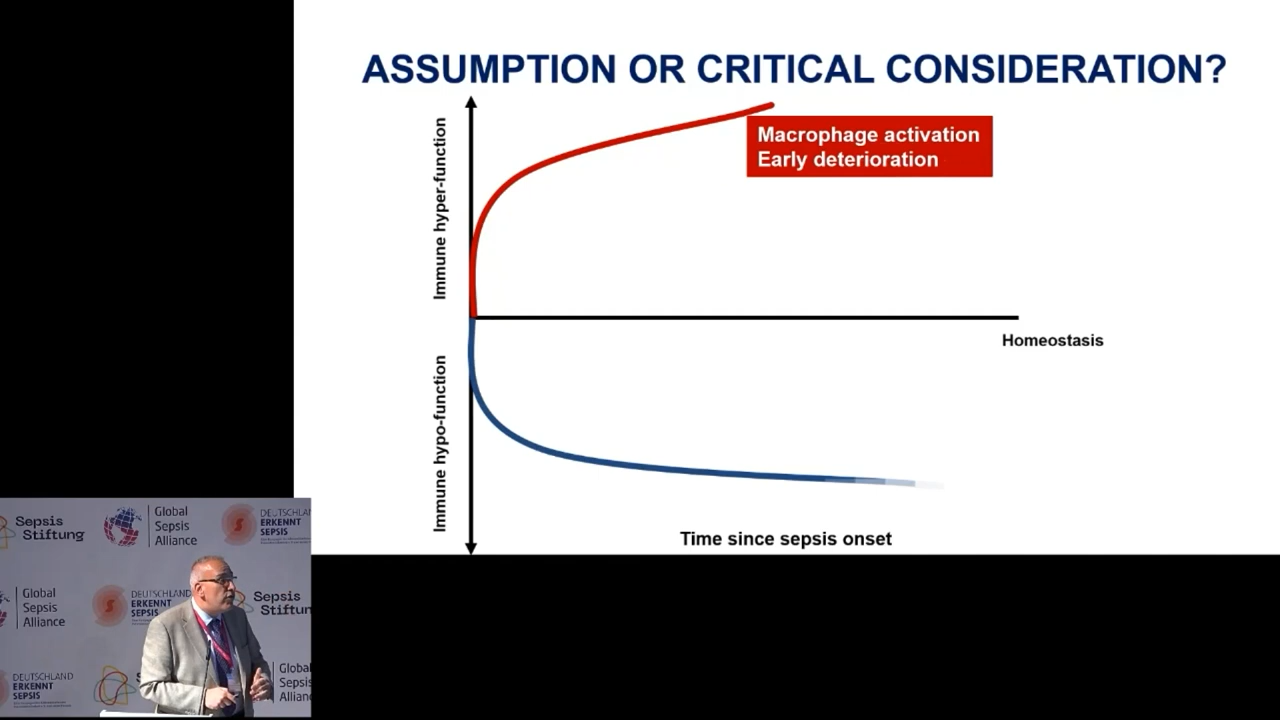 ASSUMPTION OR CRITICAL CONSIDERATION?
Immune hyper-function
Macrophage activation
Early deterioration
Homeostasis
Immune hypo-function
Time since sepsis onset
Sepsis
Stiftung
Global
Sepsis
Alliance
DEUTSCHLAND
ERKENNT
SEPSIS
Global
Sepsis
Alliance
DEUTSCHLAND
ERKENNT
SEPSIS
Sepsis
Stiftun
DEUTSCHLAND
ERKENNT
SEPSIS
Global
Sepsis
Allianc